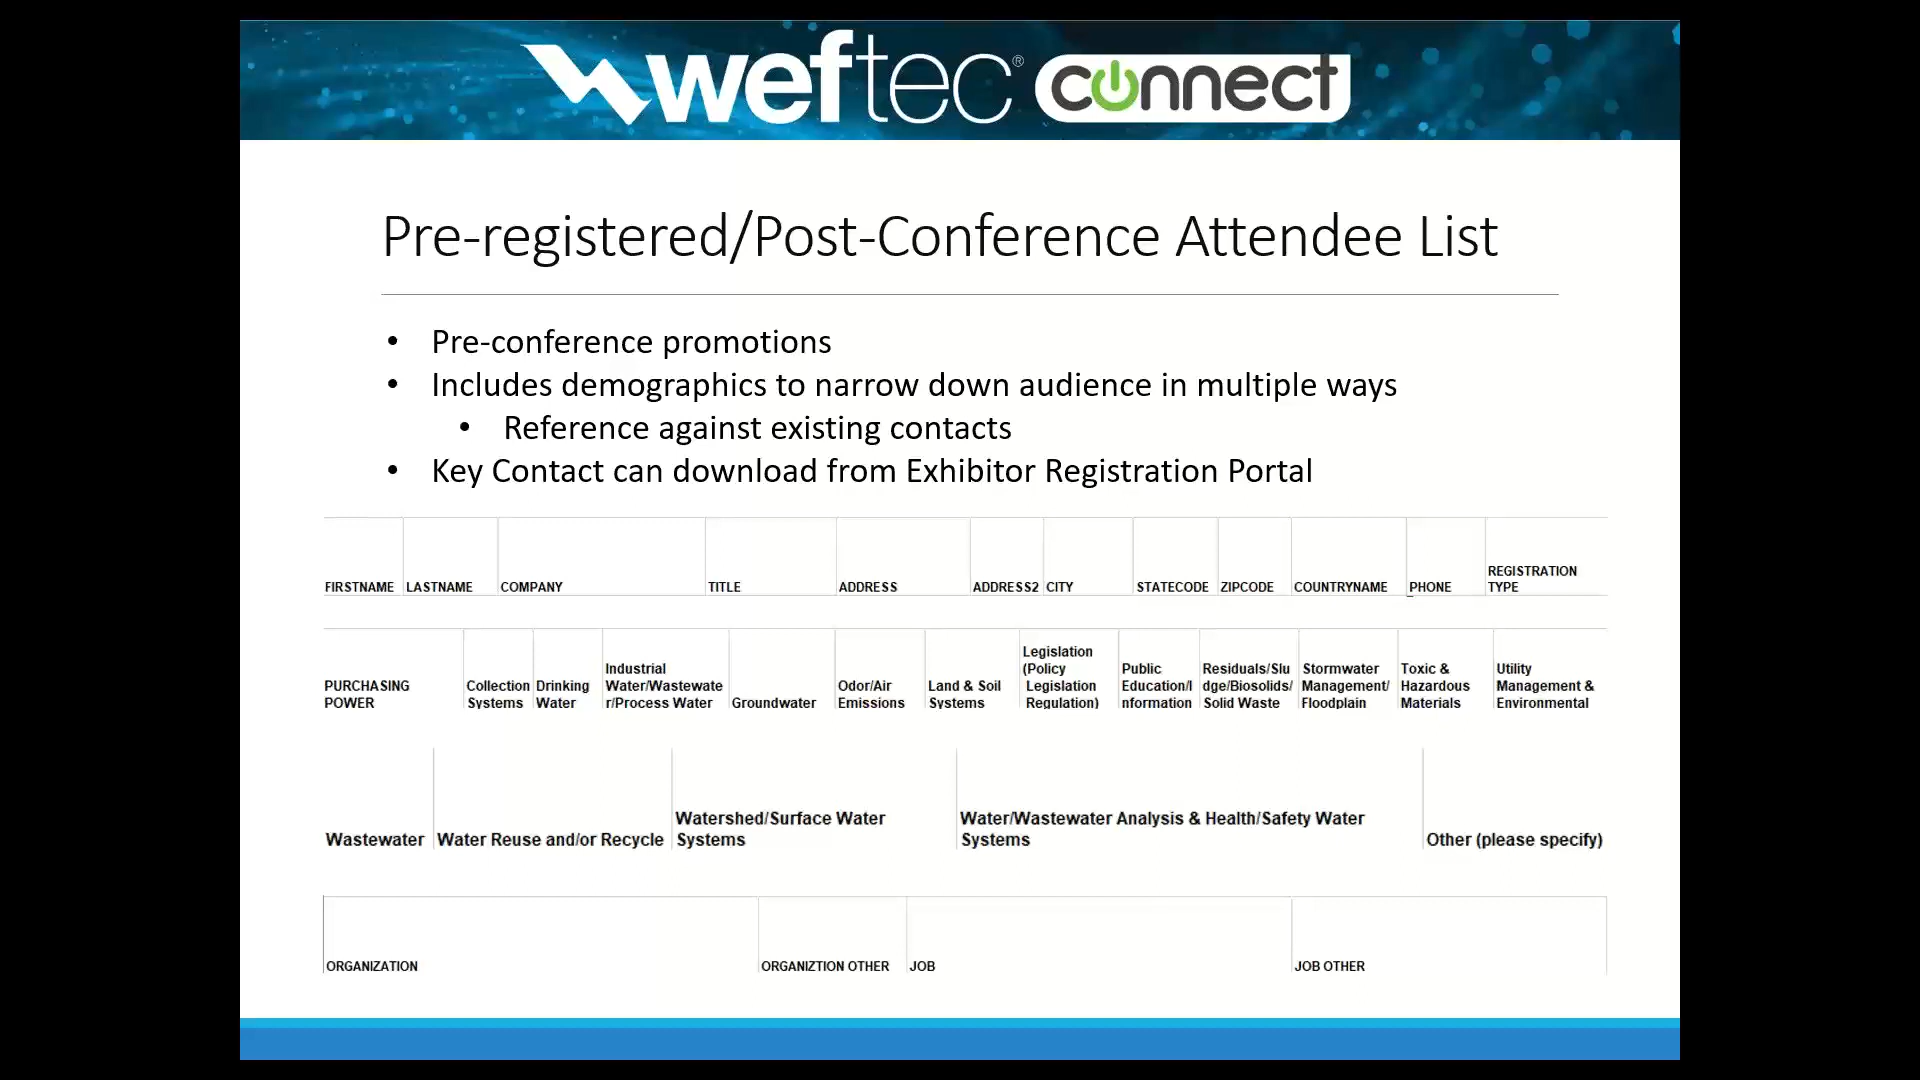 weftec® connect
Pre-registered/Post-Conference Attendee List
• Pre-conference promotions
• Includes demographics to narrow down audience in multiple ways
• Reference against existing contacts
• Key Contact can download from Exhibitor Registration Portal
FIRSTNAME LASTNAME COMPANY TITLE ADDRESS ADDRESS2 CITY STATECODE ZIPCODE COUNTRYNAME PHONE REGISTRATION
TYPE
PURCHASING
POWER
Collection
Systems
Drinking
Water
Industrial
Water/Wastewate
r/Process Water
Groundwater
Odor/Air
Emissions
Land & Soil
Systems
Legislation
(Policy
Legislation
Regulation)
Public
Education/I
nformation
Residuals/Slu
dge/Biosolids/
Solid Waste
Stormwater
Management/
Floodplain
Toxic &
Hazardous
Materials
Utility
Management &
Environmental
Wastewater
Water Reuse and/or Recycle
Watershed/Surface Water
Systems
Water/Wastewater Analysis & Health/Safety Water
Systems
Other (please specify)
ORGANIZATION ORGANIZTION OTHER JOB JOB OTHER